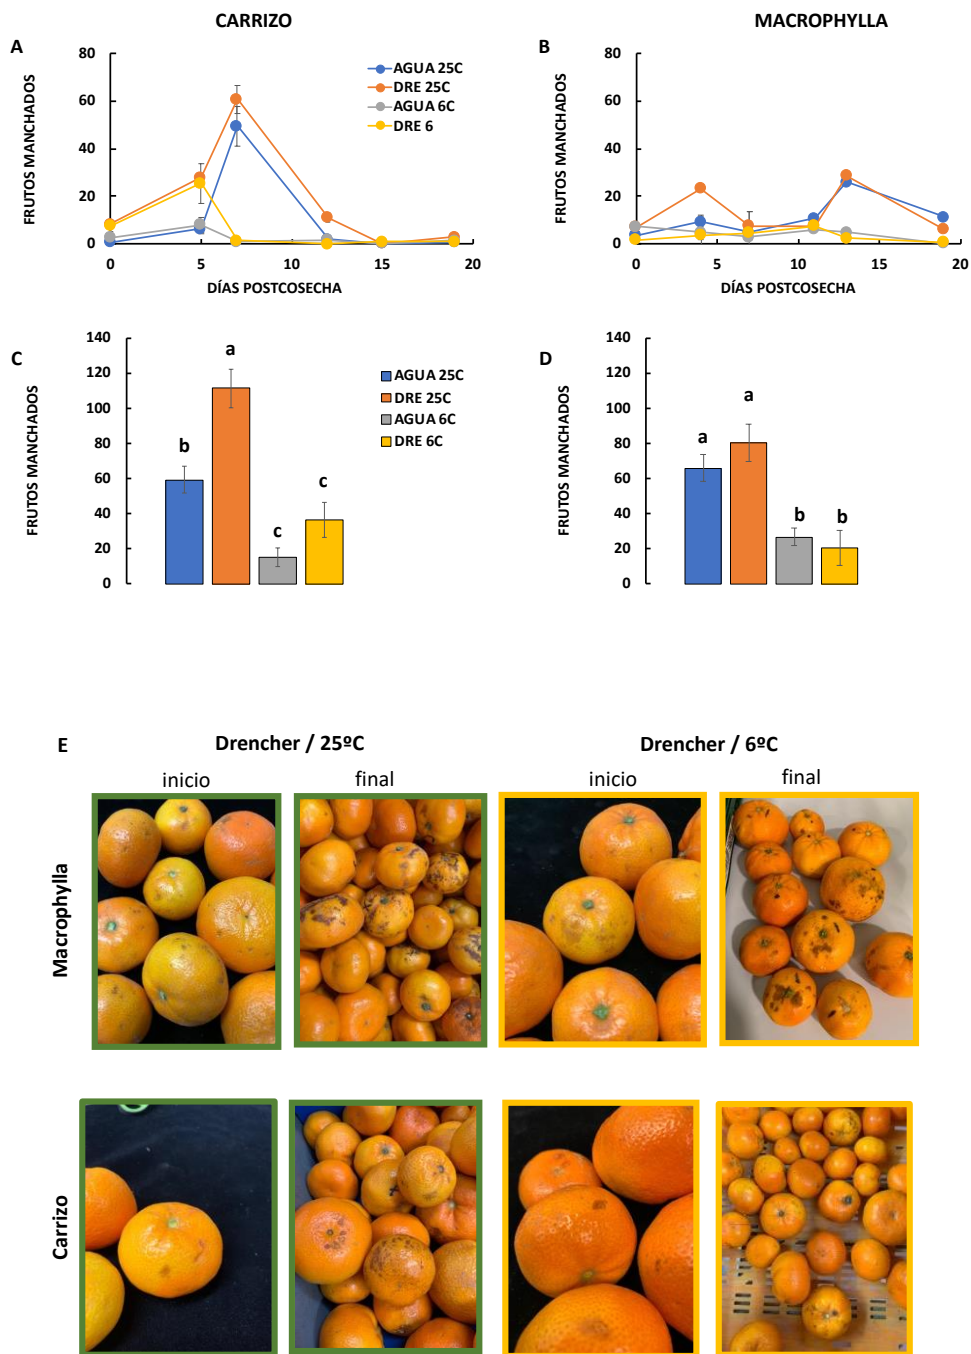 CARRIZO
MACROPHYLLA
A
B
FRUTOS MANCHADOS
80
60
40
20
0
0
5
10
15
20
DÍAS POSTCOSECHA
AGUA 25C
DRE 25C
AGUA 6C
DRE 6
FRUTOS MANCHADOS
80
60
40
20
0
0
5
10
15
20
DÍAS POSTCOSECHA
C
FRUTOS MANCHADOS
140
120
100
80
60
40
20
0
b
a
c
c
AGUA 25C
DRE 25C
AGUA 6C
DRE 6C
D
FRUTOS MANCHADOS
140
120
100
80
60
40
20
0
a
a
b
b
E
Drencher / 25ºC
Drencher / 6ºC
inicio
final
inicio
final
Macrophylla
Carrizo